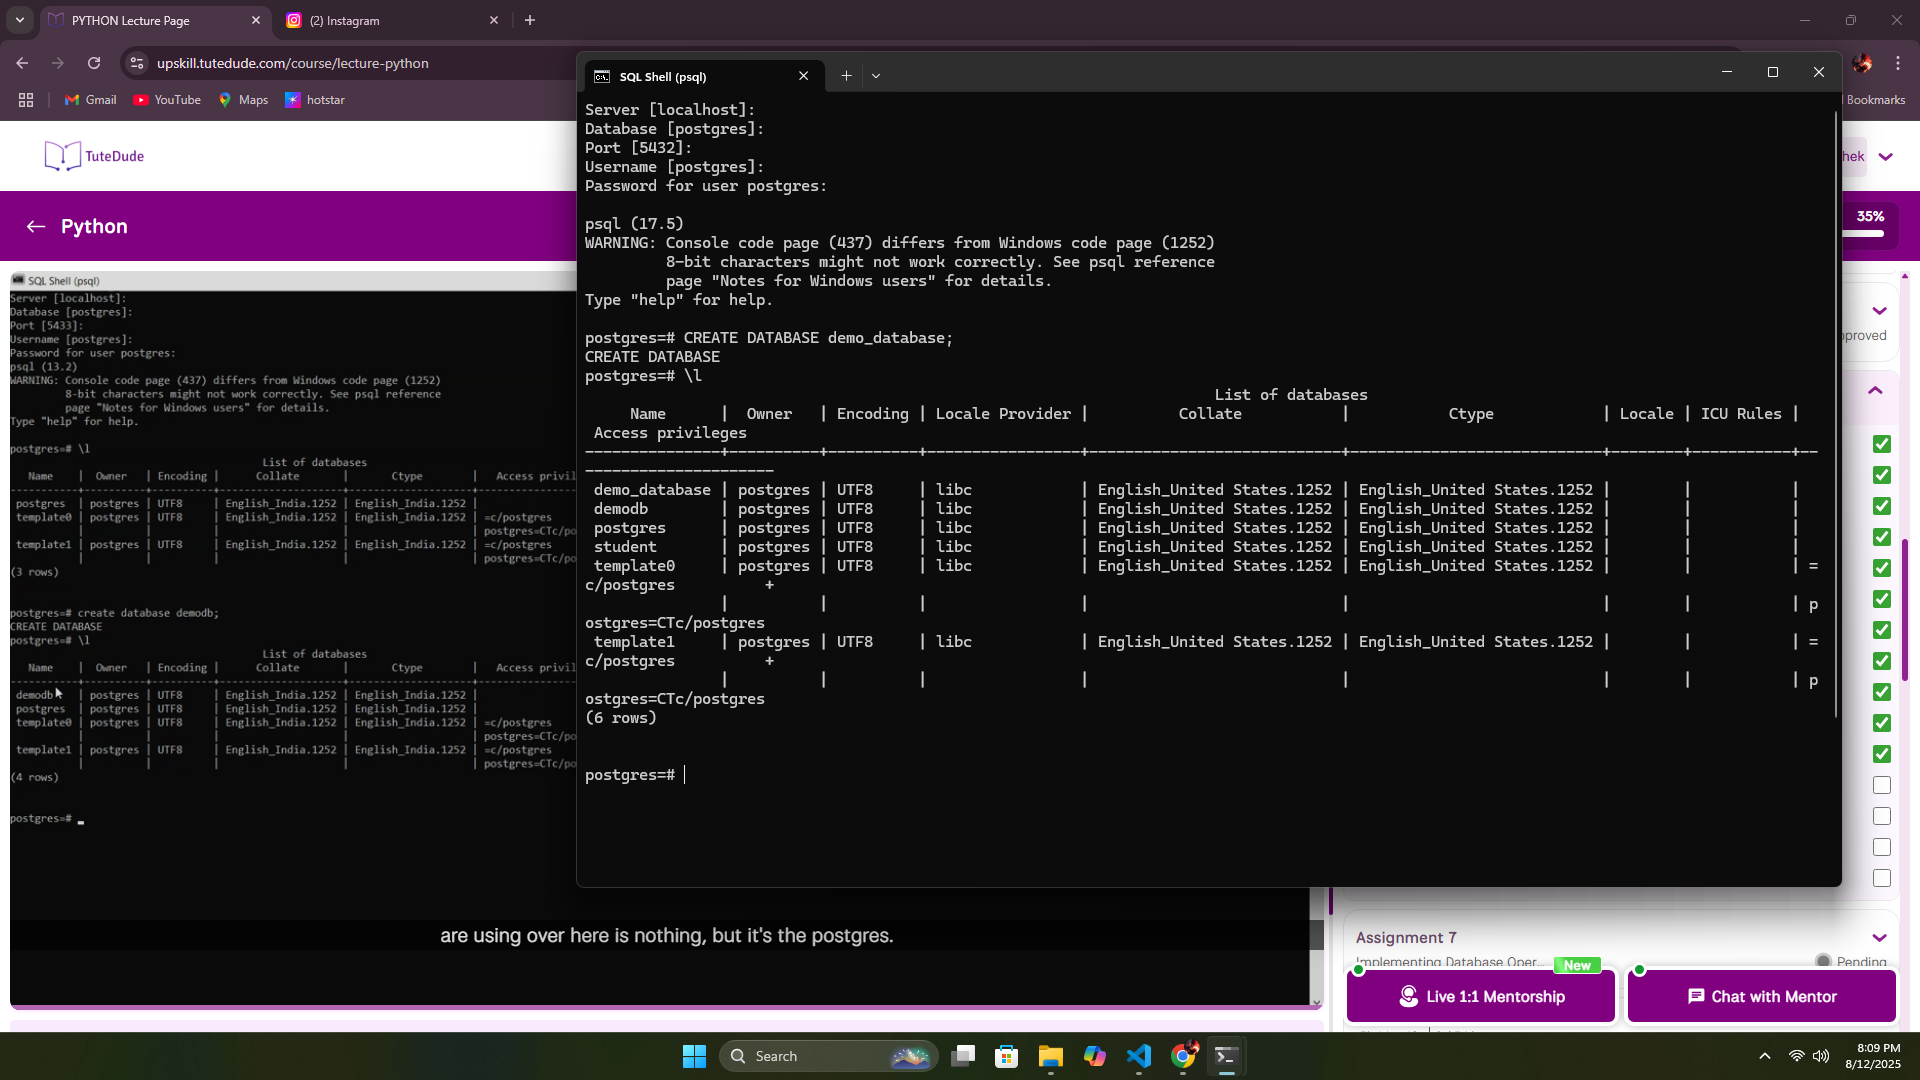 PYTHON Lecture Page
(2) Instagram
upskill.tutedude.com/course/lecture-python
Gmail
YouTube
Maps
hotstar
Bookmarks
TuteDude
hek
Python
35%
SQL Shell (psql)
Server [localhost]:
Database [postgres]:
Port [5433]:
Username [postgres]:
Password for user postgres:
psql (13.2)
WARNING: Console code page (437) differs from Windows code page (1252)
8-bit characters might not work correctly. See psql reference
page "Notes for Windows users" for details.
Type "help" for help.
postgres=# \l
List of databases
Name | Owner | Encoding | Collate | Ctype | Access privil
postgres | postgres | UTF8 | English_India.1252 | English_India.1252 |
template0 | postgres | UTF8 | English_India.1252 | English_India.1252 | =c/postgres
| | | | | postgres=CTc/po
template1 | postgres | UTF8 | English_India.1252 | English_India.1252 | =c/postgres
| | | | | postgres=CTc/po
(3 rows)
postgres=# create database demodb;
CREATE DATABASE
postgres=# \l
List of databases
Name | Owner | Encoding | Collate | Ctype | Access privil
demodb | postgres | UTF8 | English_India.1252 | English_India.1252 |
postgres | postgres | UTF8 | English_India.1252 | English_India.1252 |
template0 | postgres | UTF8 | English_India.1252 | English_India.1252 | =c/postgres
| | | | | postgres=CTc/po
template1 | postgres | UTF8 | English_India.1252 | English_India.1252 | =c/postgres
| | | | | postgres=CTc/po
(4 rows)
postgres=# _
are using over here is nothing, but it's the postgres.
SQL Shell (psql)
Server [localhost]:
Database [postgres]:
Port [5432]:
Username [postgres]:
Password for user postgres:
psql (17.5)
WARNING: Console code page (437) differs from Windows code page (1252)
8-bit characters might not work correctly. See psql reference
page "Notes for Windows users" for details.
Type "help" for help.
postgres=# CREATE DATABASE demo_database;
CREATE DATABASE
postgres=# \l
List of databases
Name | Owner | Encoding | Locale Provider | Collate | Ctype | Locale | ICU Rules |
Access privileges
---------------+----------+----------+-----------------+----------------------------+----------------------------+--------+-----------+--
---------------------
demo_database | postgres | UTF8 | libc | English_United States.1252 | English_United States.1252 | | |
demodb | postgres | UTF8 | libc | English_United States.1252 | English_United States.1252 | | |
postgres | postgres | UTF8 | libc | English_United States.1252 | English_United States.1252 | | |
student | postgres | UTF8 | libc | English_United States.1252 | English_United States.1252 | | |
template0 | postgres | UTF8 | libc | English_United States.1252 | English_United States.1252 | | | =
c/postgres +
| | | | | | | | p
ostgres=CTc/postgres
template1 | postgres | UTF8 | libc | English_United States.1252 | English_United States.1252 | | | =
c/postgres +
| | | | | | | | p
ostgres=CTc/postgres
(6 rows)
postgres=#
proved
Assignment 7
Implementing Database Oper...
Pending
New
Live 1:1 Mentorship
Chat with Mentor
Search
8:09 PM
8/12/2025